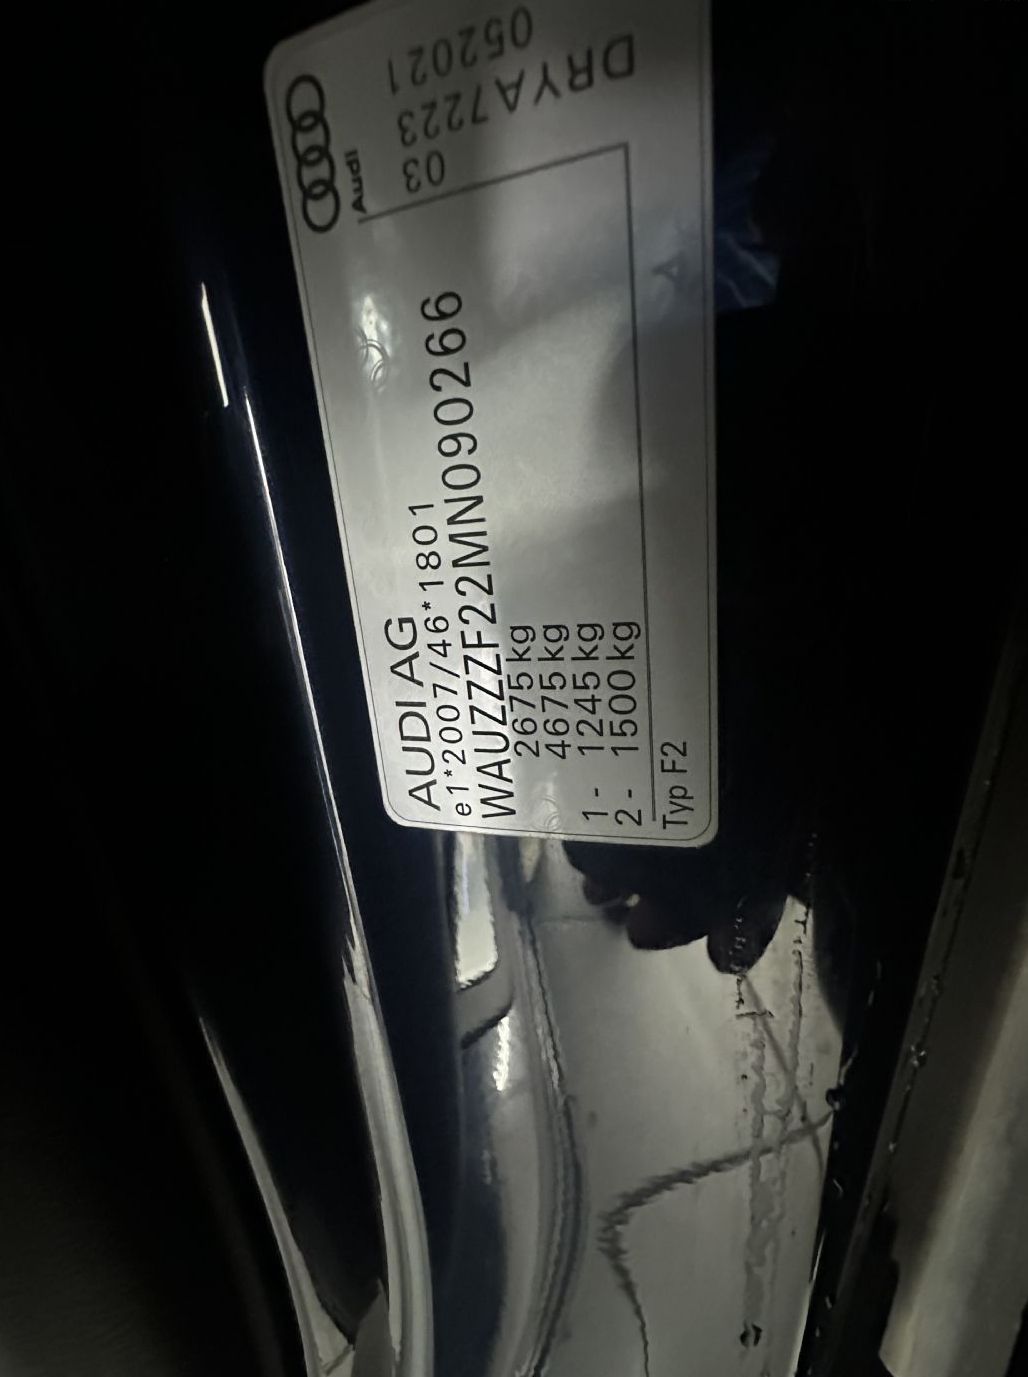 AUDI AG
e1*2007/46*1801
WAUZZZF22MN090266
2675 kg
4675 kg
1 - 1245 kg
2 - 1500 kg
Typ F2
Audi
03
DRYA7223
052021